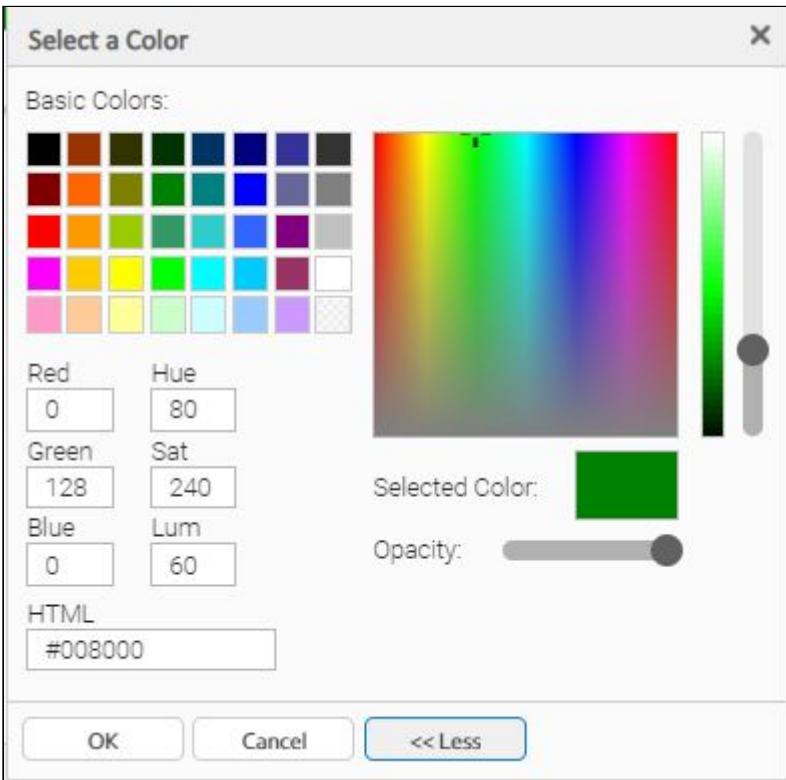 Select a Color
Basic Colors:
Red Hue
0 80
Green Sat
128 240
Blue Lum
0 60
HTML
#008000
Selected Color:
Opacity:
OK Cancel << Less